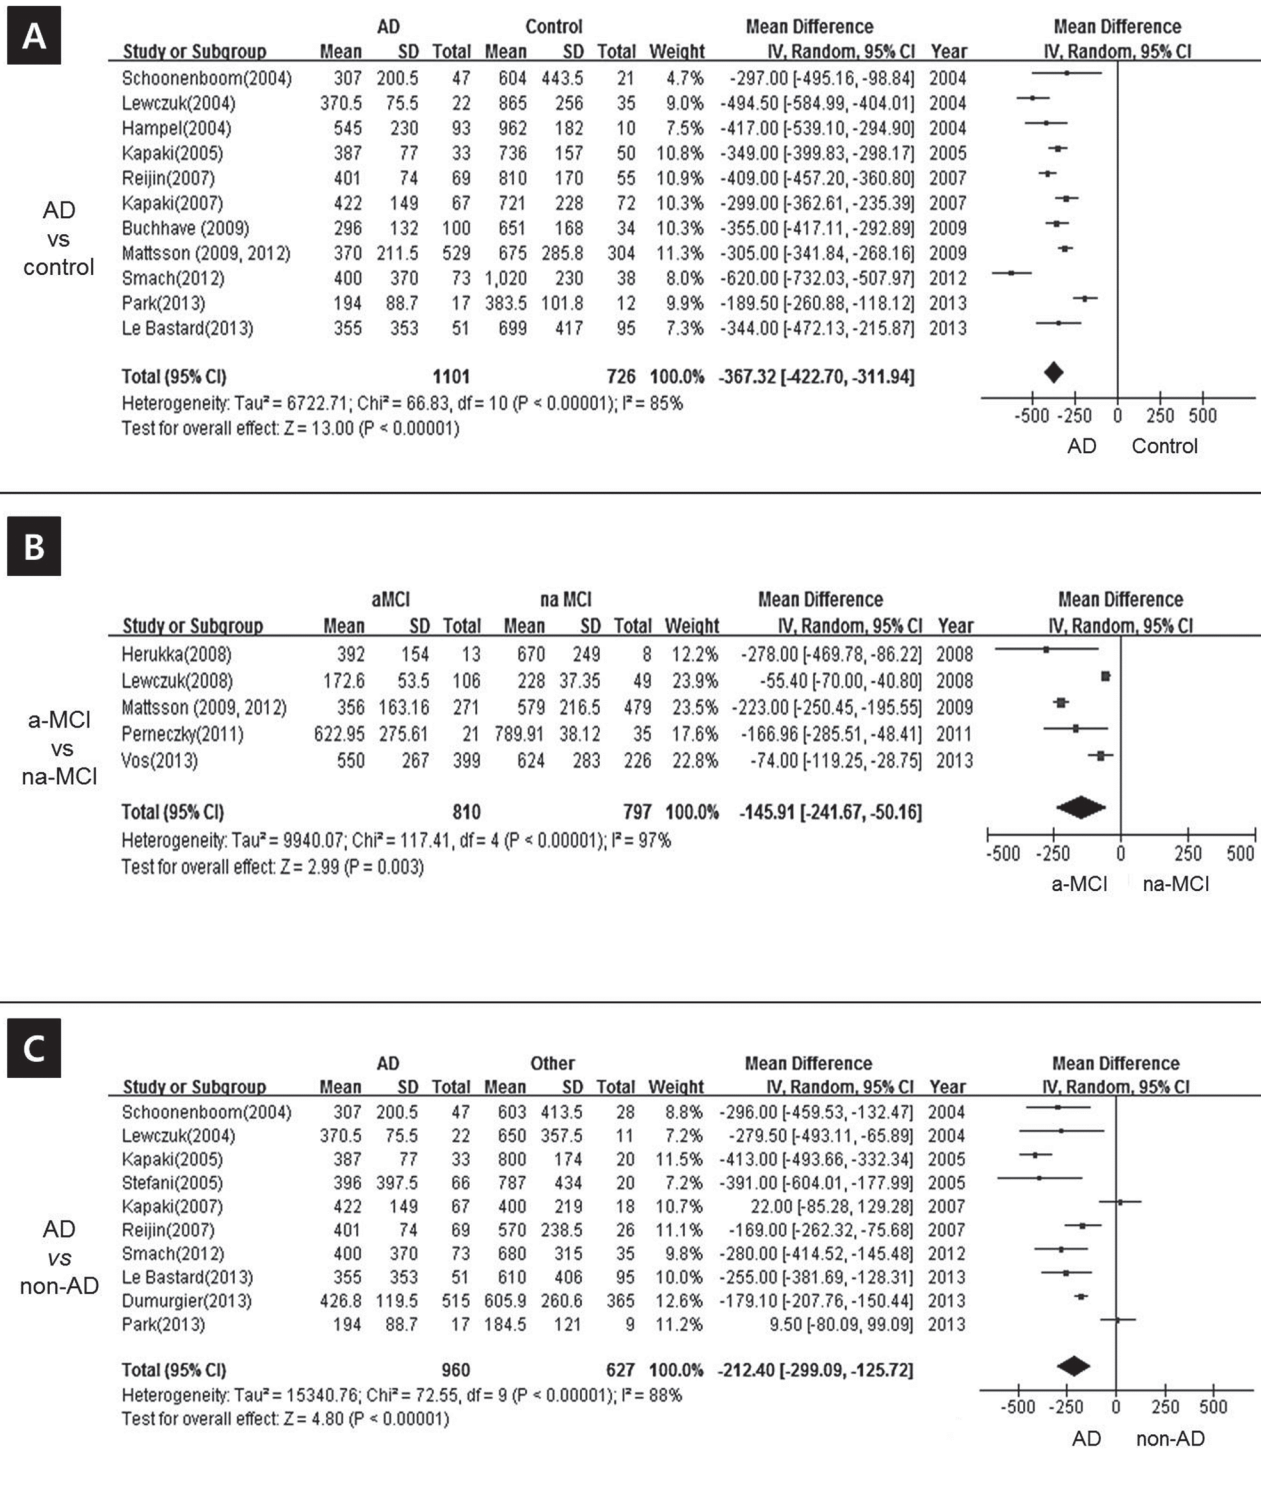 A
AD Control Mean Difference Mean Difference
Study or Subgroup Mean SD Total Mean SD Total Weight IV, Random, 95% CI Year IV, Random, 95% CI
Schoonenboom(2004) 307 200.5 47 604 443.5 21 4.7% -297.00 [-495.16, -98.84] 2004
Lewczuk(2004) 370.5 75.5 22 865 256 35 9.0% -494.50 [-584.99, -404.01] 2004
Hampel(2004) 545 230 93 962 182 10 7.5% -417.00 [-539.10, -294.90] 2004
Kapaki(2005) 387 77 33 736 157 50 10.8% -349.00 [-399.83, -298.17] 2005
Reijin(2007) 401 74 69 810 170 55 10.9% -409.00 [-457.20, -360.80] 2007
Kapaki(2007) 422 149 67 721 228 72 10.3% -299.00 [-362.61, -235.39] 2007
Buchhave (2009) 296 132 100 651 168 34 10.3% -355.00 [-417.11, -292.89] 2009
Mattsson (2009, 2012) 370 211.5 529 675 285.8 304 11.3% -305.00 [-341.84, -268.16] 2009
Smach(2012) 400 370 73 1,020 230 38 8.0% -620.00 [-732.03, -507.97] 2012
Park(2013) 194 88.7 17 383.5 101.8 12 9.9% -189.50 [-260.88, -118.12] 2013
Le Bastard(2013) 355 353 51 699 417 95 7.3% -344.00 [-472.13, -215.87] 2013
AD
vs
control
Total (95% CI) 1101 726 100.0% -367.32 [-422.70, -311.94]
Heterogeneity: Tau² = 6722.71; Chi² = 66.83, df = 10 (P < 0.00001); I² = 85%
Test for overall effect: Z = 13.00 (P < 0.00001)
-500 -250 0 250 500
AD Control
B
aMCI na MCI Mean Difference Mean Difference
Study or Subgroup Mean SD Total Mean SD Total Weight IV, Random, 95% CI Year IV, Random, 95% CI
Herukka(2008) 392 154 13 670 249 8 12.2% -278.00 [-469.78, -86.22] 2008
Lewczuk(2008) 172.6 53.5 106 228 37.35 49 23.9% -55.40 [-70.00, -40.80] 2008
Mattsson (2009, 2012) 356 163.16 271 579 216.5 479 23.5% -223.00 [-250.45, -195.55] 2009
Perneczky(2011) 622.95 275.61 21 789.91 38.12 35 17.6% -166.96 [-285.51, -48.41] 2011
Vos(2013) 550 267 399 624 283 226 22.8% -74.00 [-119.25, -28.75] 2013
a-MCI
vs
na-MCI
Total (95% CI) 810 797 100.0% -145.91 [-241.67, -50.16]
Heterogeneity: Tau² = 9940.07; Chi² = 117.41, df = 4 (P < 0.00001); I² = 97%
Test for overall effect: Z = 2.99 (P = 0.003)
-500 -250 0 250 500
a-MCI na-MCI
C
AD Other Mean Difference Mean Difference
Study or Subgroup Mean SD Total Mean SD Total Weight IV, Random, 95% CI Year IV, Random, 95% CI
Schoonenboom(2004) 307 200.5 47 603 413.5 28 8.8% -296.00 [-459.53, -132.47] 2004
Lewczuk(2004) 370.5 75.5 22 650 357.5 11 7.2% -279.50 [-493.11, -65.89] 2004
Kapaki(2005) 387 77 33 800 174 20 11.5% -413.00 [-493.66, -332.34] 2005
Stefani(2005) 396 397.5 66 787 434 20 7.2% -391.00 [-604.01, -177.99] 2005
Kapaki(2007) 422 149 67 400 219 18 10.7% 22.00 [-85.28, 129.28] 2007
Reijin(2007) 401 74 69 570 238.5 26 11.1% -169.00 [-262.32, -75.68] 2007
Smach(2012) 400 370 73 680 315 35 9.8% -280.00 [-414.52, -145.48] 2012
Le Bastard(2013) 355 353 51 610 406 95 10.0% -255.00 [-381.69, -128.31] 2013
Dumurgier(2013) 426.8 119.5 515 605.9 260.6 365 12.6% -179.10 [-207.76, -150.44] 2013
Park(2013) 194 88.7 17 184.5 121 9 11.2% 9.50 [-80.09, 99.09] 2013
AD
vs
non-AD
Total (95% CI) 960 627 100.0% -212.40 [-299.09, -125.72]
Heterogeneity: Tau² = 15340.76; Chi² = 72.55, df = 9 (P < 0.00001); I² = 88%
Test for overall effect: Z = 4.80 (P < 0.00001)
-500 -250 0 250 500
AD non-AD